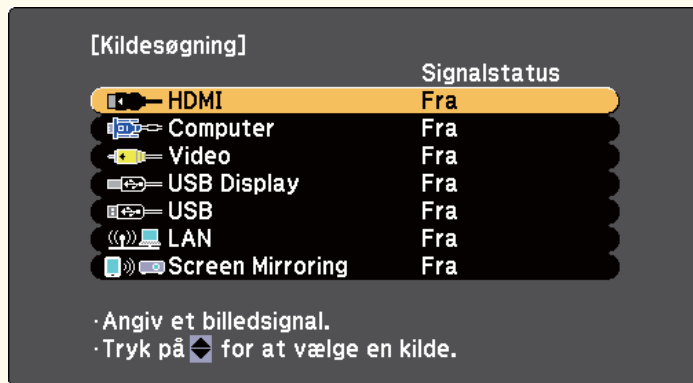 [Kildesøgning]
Signalstatus
HDMI Fra
Computer Fra
Video Fra
USB Display Fra
USB Fra
LAN Fra
Screen Mirroring Fra
·Angiv et billedsignal.
·Tryk på for at vælge en kilde.